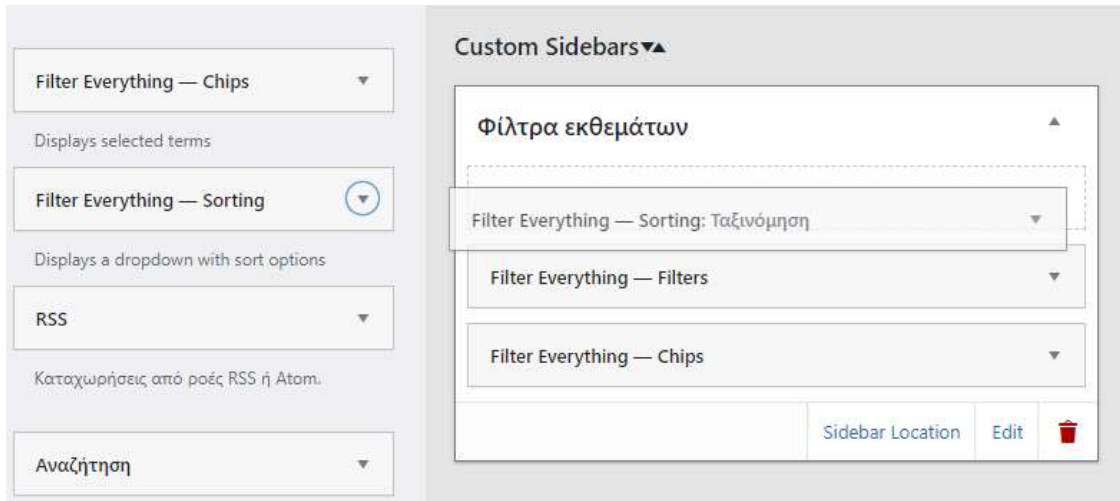 Filter Everything — Chips
Displays selected terms
Filter Everything — Sorting
Displays a dropdown with sort options
RSS
Καταχωρήσεις από ροές RSS ή Atom.
Αναζήτηση
Custom Sidebars
Φίλτρα εκθεμάτων
Filter Everything — Sorting: Ταξινόμηση
Filter Everything — Filters
Filter Everything — Chips
Sidebar Location Edit